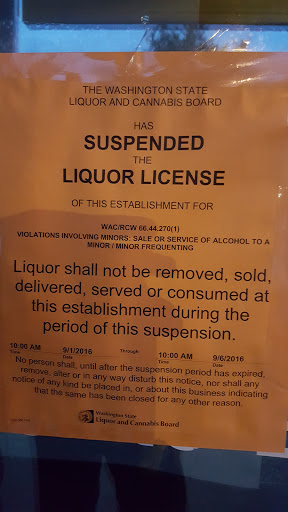 THE WASHINGTON STATE
LIQUOR AND CANNABIS BOARD
HAS
SUSPENDED
THE
LIQUOR LICENSE
OF THIS ESTABLISHMENT FOR
WAC/RCW 66.44.270(1)
VIOLATIONS INVOLVING MINORS: SALE OR SERVICE OF ALCOHOL TO A
MINOR / MINOR FREQUENTING
Liquor shall not be removed, sold,
delivered, served or consumed at
this establishment during the
period of this suspension.
10:00 AM 9/1/2016 Through 10:00 AM 9/6/2016
Time Date Time Date
No person shall, until after the suspension period has expired,
remove, alter or in any way disturb this notice, nor shall any
notice of any kind be placed in, or about this business indicating
that the same has been closed for any other reason.
Washington State
Liquor and Cannabis Board